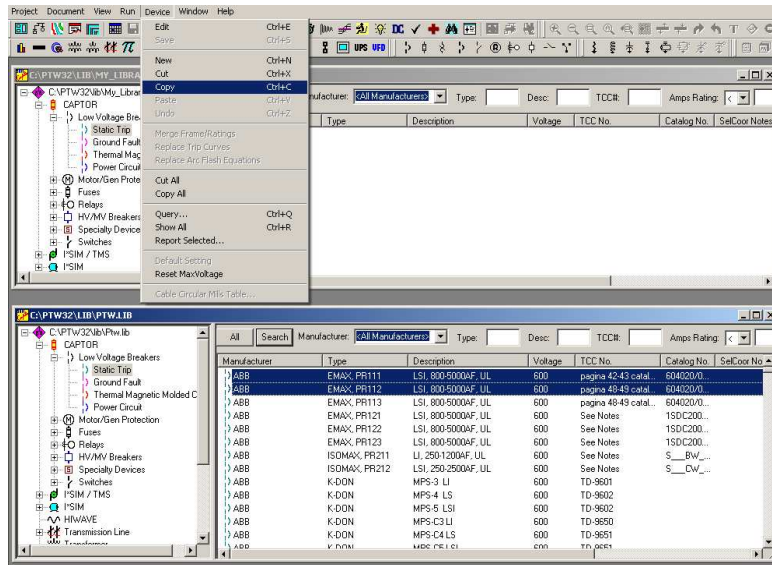 Project Document View Run Device Window Help
DC
UPS UFD
Edit Ctrl+E
Save Ctrl+S
New Ctrl+N
Cut Ctrl+X
Copy Ctrl+C
Paste Ctrl+V
Undo Ctrl+Z
Merge Frame/Ratings
Replace Trip Curves
Replace Arc Flash Equations
Cut All
Copy All
Query... Ctrl+Q
Show All Ctrl+R
Report Selected...
Default Setting
Reset MaxVoltage
Cable Circular Mils Table...
C:\PTW32\LIB\MY_LIBRA
C:\PTW32\lib\My_Librar
CAPTOR
Low Voltage Brea
Static Trip
Ground Fault
Thermal Mag
Power Circuit
Motor/Gen Prote
Fuses
Relays
HV/MV Breakers
Specialty Device
Switches
I*SIM / TMS
I*SIM
nufacturer: <All Manufacturers> Type: Desc: TCC#: Amps Rating: <
Type Description Voltage TCC No. Catalog No. SelCoor Notes
C:\PTW32\LIB\PTW.LIB
C:\PTW32\lib\Ptw.lib
CAPTOR
Low Voltage Breakers
Static Trip
Ground Fault
Thermal Magnetic Molded C
Power Circuit
Motor/Gen Protection
Fuses
Relays
HV/MV Breakers
Specialty Devices
Switches
I*SIM / TMS
I*SIM
HIWAVE
Transmission Line
Transformer
All Search Manufacturer: <All Manufacturers> Type: Desc: TCC#: Amps Rating: <
Manufacturer Type Description Voltage TCC No. Catalog No. SelCoor No
ABB EMAX, PR111 LSI, 800-5000AF, UL 600 pagina 42-43 catal... 604020/0...
ABB EMAX, PR112 LSI, 800-5000AF, UL 600 pagina 48-49 catal... 604020/0...
ABB EMAX, PR113 LSI, 800-5000AF, UL 600 pagina 48-49 catal... 604020/0...
ABB EMAX, PR121 LSI, 800-5000AF, UL 600 See Notes 1SDC200...
ABB EMAX, PR122 LSI, 800-5000AF, UL 600 See Notes 1SDC200...
ABB EMAX, PR123 LSI, 800-5000AF, UL 600 See Notes 1SDC200...
ABB ISOMAX, PR211 LI, 250-1200AF, UL 600 See Notes S___BW_...
ABB ISOMAX, PR212 LSI, 250-2500AF, UL 600 See Notes S___CW_...
ABB K-DON MPS-3 LI 600 TD-9601
ABB K-DON MPS-4 LS 600 TD-9602
ABB K-DON MPS-5 LSI 600 TD-9602
ABB K-DON MPS-C3 LI 600 TD-9650
ABB K-DON MPS-C4 LS 600 TD-9651
ABB K-DON MPS-C5 LSI 600 TD-9651